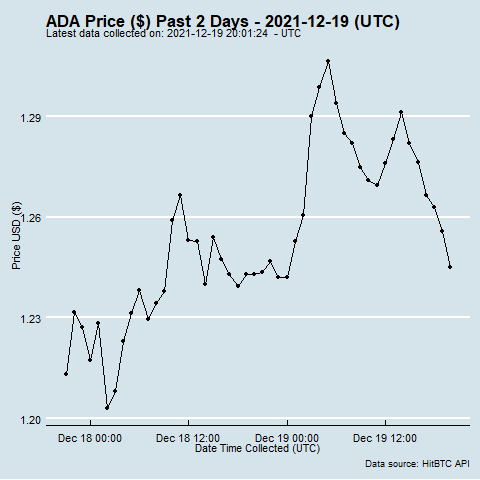 ADA Price ($) Past 2 Days - 2021-12-19 (UTC)
Latest data collected on: 2021-12-19 20:01:24  - UTC
Price USD ($)
1.29
1.26
1.23
1.20
Dec 18 00:00
Dec 18 12:00
Dec 19 00:00
Dec 19 12:00
Date Time Collected (UTC)
Data source: HitBTC API